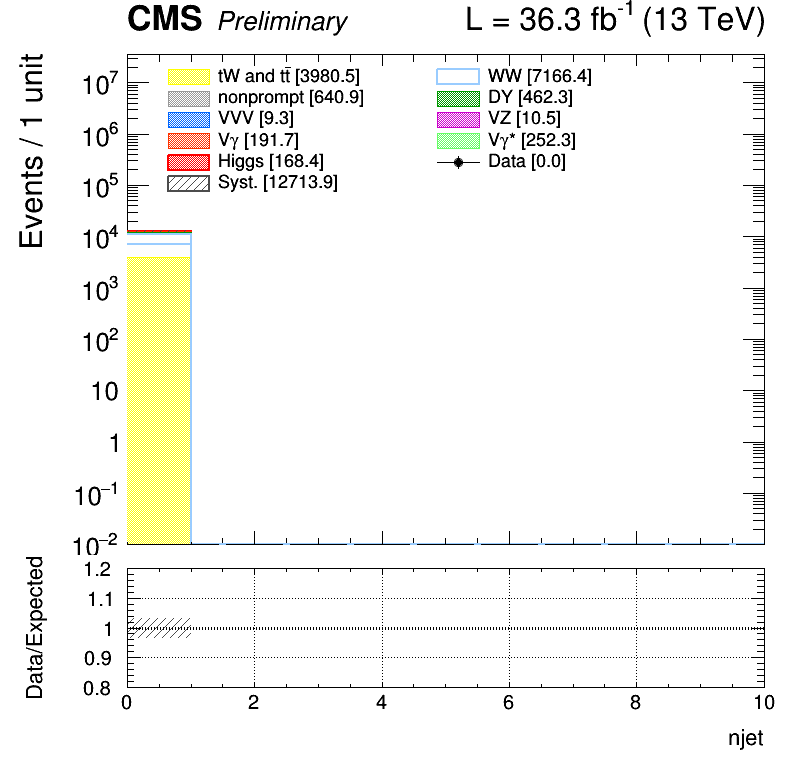 CMS Preliminary L = 36.3 fb⁻¹ (13 TeV)
Events / 1 unit
tW and tt̄ [3980.5] WW [7166.4]
nonprompt [640.9] DY [462.3]
VVV [9.3] VZ [10.5]
Vγ [191.7] Vγ* [252.3]
Higgs [168.4] Data [0.0]
Syst. [12713.9]
10⁷
10⁶
10⁵
10⁴
10³
10²
10
1
10⁻¹
10⁻²
Data/Expected
1.2
1.1
1
0.9
0.8
0 2 4 6 8 10
njet